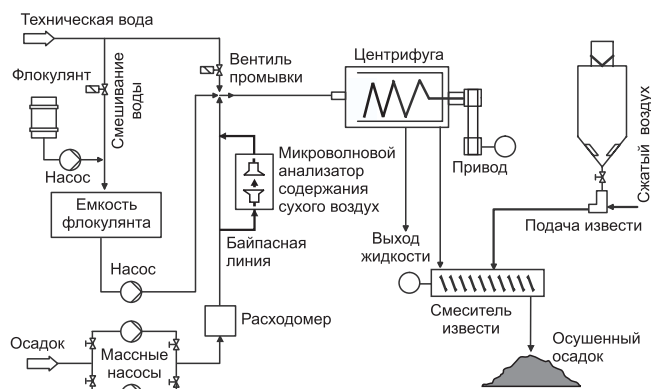 Техническая вода
Флокулянт
Смешивание
воды
Насос
Емкость
флокулянта
Насос
Осадок
Массные
насосы
Вентиль
промывки
Микроволновой
анализатор
содержания
сухого воздух
Байпасная
линия
Расходомер
Центрифуга
Привод
Выход
жидкости
Сжатый воздух
Подача извести
Смеситель
извести
Осушенный
осадок